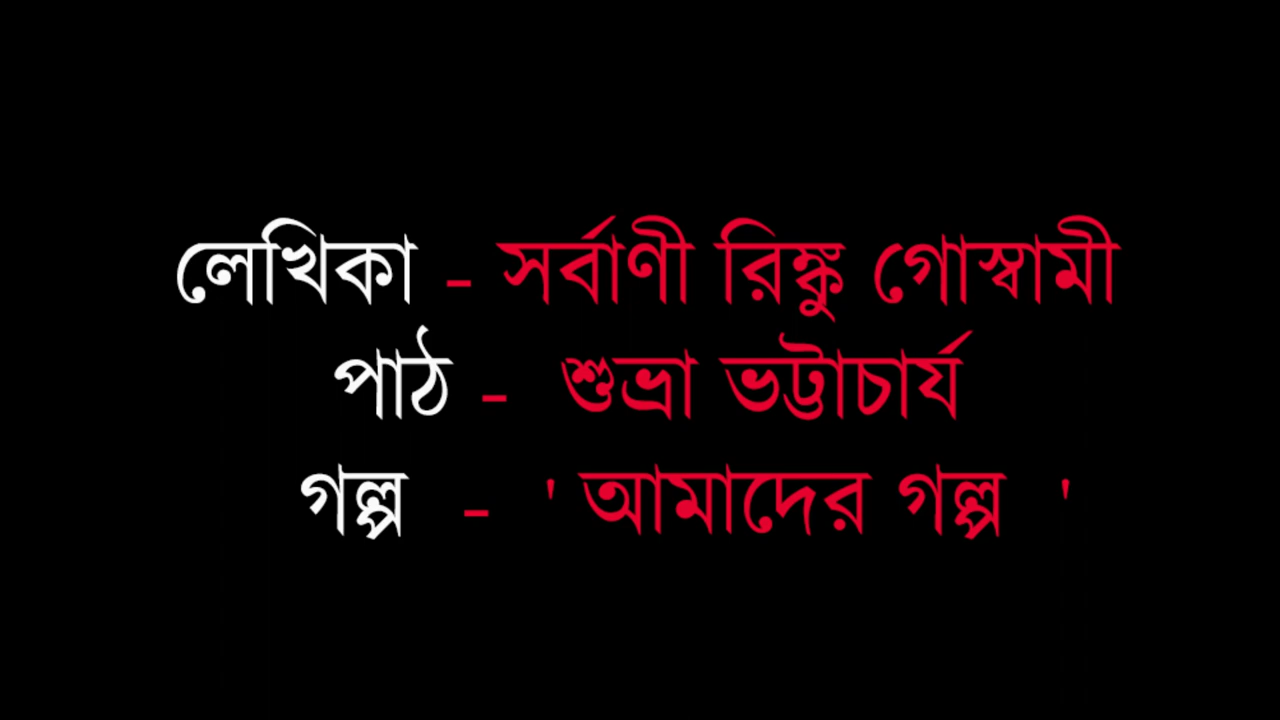 লেখিকা - সর্বাণী রিঙ্কু গোস্বামী
পাঠ - শুভ্রা ভট্টাচার্য
গল্প - ' আমাদের গল্প '